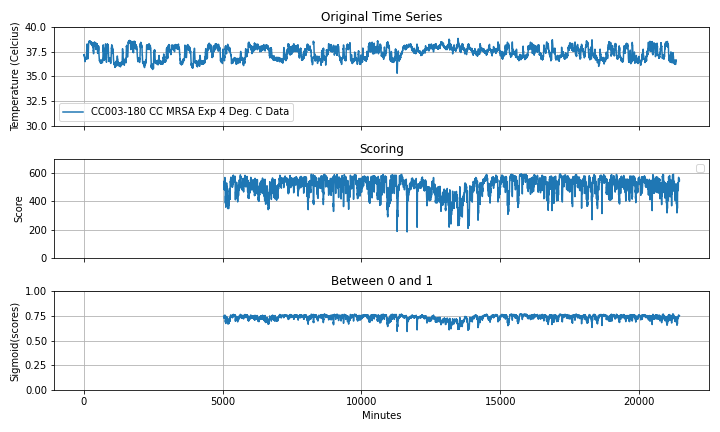 Original Time Series
Temperature (Celcius)
40.0
37.5
35.0
32.5
30.0
CC003-180 CC MRSA Exp 4 Deg. C Data
Scoring
Score
600
400
200
0
Between 0 and 1
Sigmoid(scores)
1.00
0.75
0.50
0.25
0.00
0
5000
10000
15000
20000
Minutes